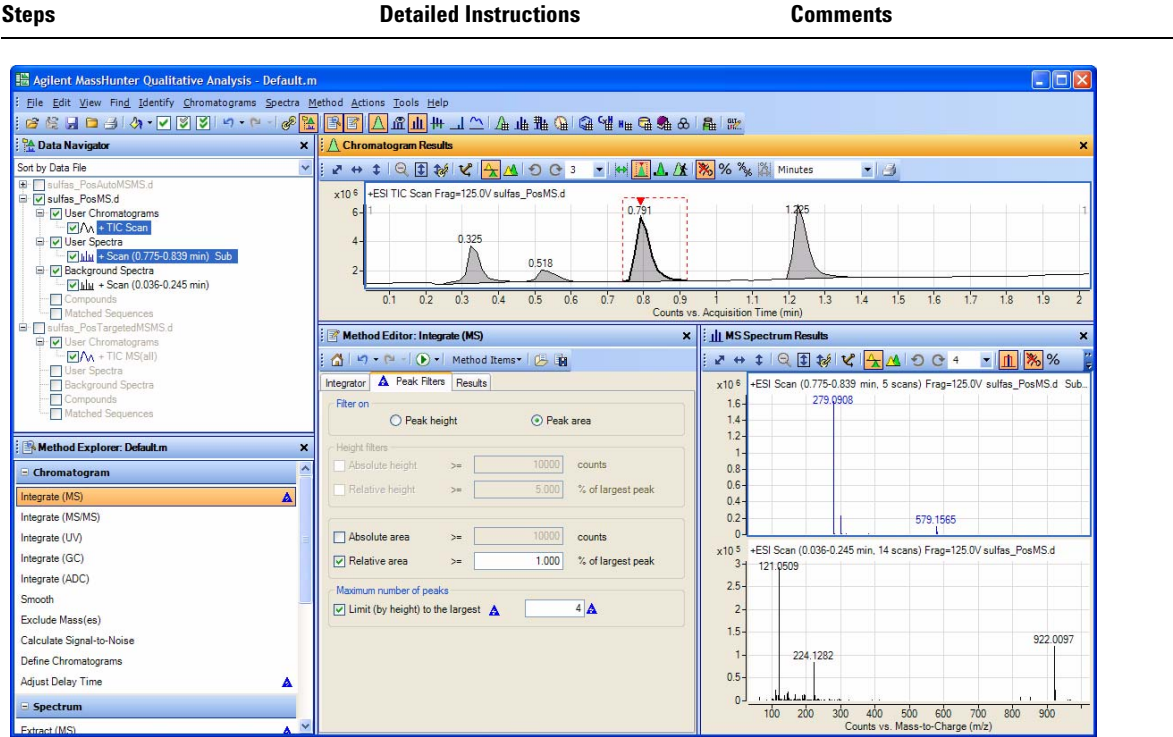 Steps Detailed Instructions Comments
Agilent MassHunter Qualitative Analysis - Default.m
File Edit View Find Identify Chromatograms Spectra Method Actions Tools Help
Data Navigator
Sort by Data File
sulfas_PosAutoMSMS.d
sulfas_PosMS.d
User Chromatograms
+ TIC Scan
User Spectra
+ Scan (0.775-0.839 min) Sub
Background Spectra
+ Scan (0.036-0.245 min)
Compounds
Matched Sequences
sulfas_PosTargetedMSMS.d
User Chromatograms
+ TIC MS(all)
User Spectra
Background Spectra
Compounds
Matched Sequences
Method Explorer: Default.m
Chromatogram
Integrate (MS)
Integrate (MS/MS)
Integrate (UV)
Integrate (GC)
Integrate (ADC)
Smooth
Exclude Mass(es)
Calculate Signal-to-Noise
Define Chromatograms
Adjust Delay Time
Spectrum
Extract (MS)
Chromatogram Results
3 % Minutes
x10 6 +ESI TIC Scan Frag=125.0V sulfas_PosMS.d
6 1 0.791 1.225 1
4 0.325
2 0.518
0.1 0.2 0.3 0.4 0.5 0.6 0.7 0.8 0.9 1 1.1 1.2 1.3 1.4 1.5 1.6 1.7 1.8 1.9 2
Counts vs. Acquisition Time (min)
Method Editor: Integrate (MS)
Method Items
Integrator Peak Filters Results
Filter on
Peak height Peak area
Height filters
Absolute height >= 10000 counts
Relative height >= 5.000 % of largest peak
Absolute area >= 10000 counts
Relative area >= 1.000 % of largest peak
Maximum number of peaks
Limit (by height) to the largest 4
MS Spectrum Results
4 %
x10 6 +ESI Scan (0.775-0.839 min, 5 scans) Frag=125.0V sulfas_PosMS.d Sub..
1.6 279.0908
1.4
1.2
1
0.8
0.6
0.4
0.2 579.1565
0
x10 5 +ESI Scan (0.036-0.245 min, 14 scans) Frag=125.0V sulfas_PosMS.d
3 121.0509
2.5
2
1.5 922.0097
1 224.1282
0.5
0
100 200 300 400 500 600 700 800 900
Counts vs. Mass-to-Charge (m/z)